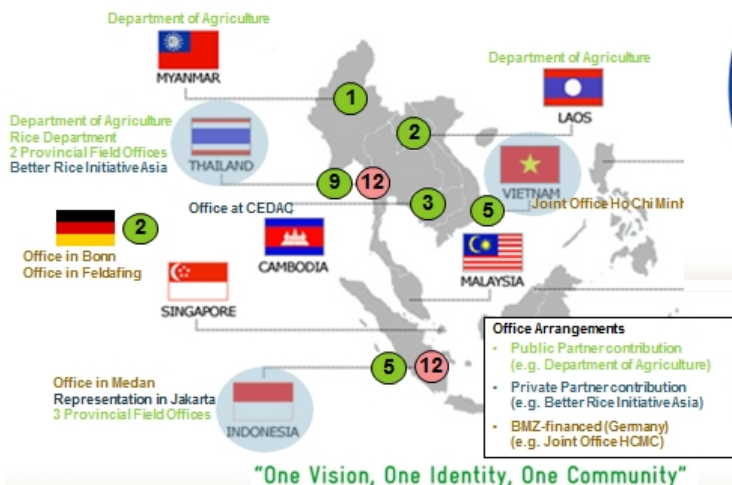 Department of Agriculture
MYANMAR
1
Department of Agriculture
LAOS
2
Department of Agriculture
Rice Department
2 Provincial Field Offices
Better Rice Initiative Asia
THAILAND
9
12
Office at CEDAC
CAMBODIA
3
VIETNAM
5
Joint Office Ho Chi Minh
2
Office in Bonn
Office in Feldafing
SINGAPORE
MALAYSIA
Office in Medan
Representation in Jakarta
3 Provincial Field Offices
INDONESIA
5
12
Office Arrangements
- Public Partner contribution
(e.g. Department of Agriculture)
- Private Partner contribution
(e.g. Better Rice Initiative Asia)
- BMZ-financed (Germany)
(e.g. Joint Office HCMC)
"One Vision, One Identity, One Community"